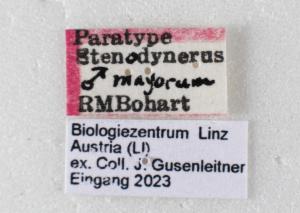 Paratype
Stenodynerus
♂ mayorum
RMBohart
Biologiezentrum Linz
Austria (LI)
ex. Coll. J. Gusenleitner
Eingang 2023